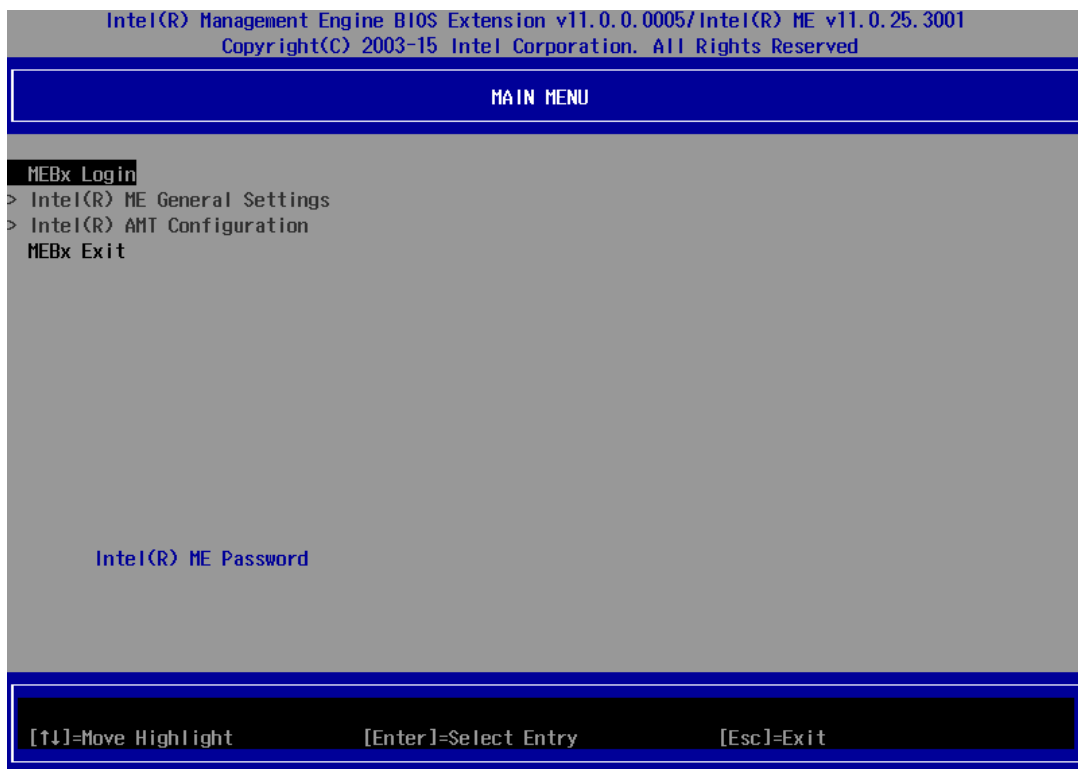 Intel(R) Management Engine BIOS Extension v11.0.0.0005/Intel(R) ME v11.0.25.3001
Copyright(C) 2003-15 Intel Corporation. All Rights Reserved
MAIN MENU
MEBx Login
> Intel(R) ME General Settings
> Intel(R) AMT Configuration
MEBx Exit
Intel(R) ME Password
[↑↓]=Move Highlight [Enter]=Select Entry [Esc]=Exit